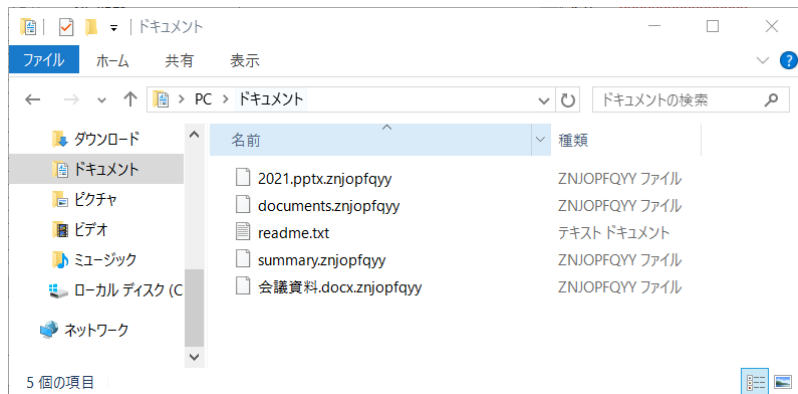 ドキュメント
ファイル ホーム 共有 表示
PC > ドキュメント ドキュメントの検索
ダウンロード
ドキュメント
ピクチャ
ビデオ
ミュージック
ローカル ディスク (C
ネットワーク
名前 種類
2021.pptx.znjopfqyy ZNJOPFQYY ファイル
documents.znjopfqyy ZNJOPFQYY ファイル
readme.txt テキスト ドキュメント
summary.znjopfqyy ZNJOPFQYY ファイル
会議資料.docx.znjopfqyy ZNJOPFQYY ファイル
5 個の項目